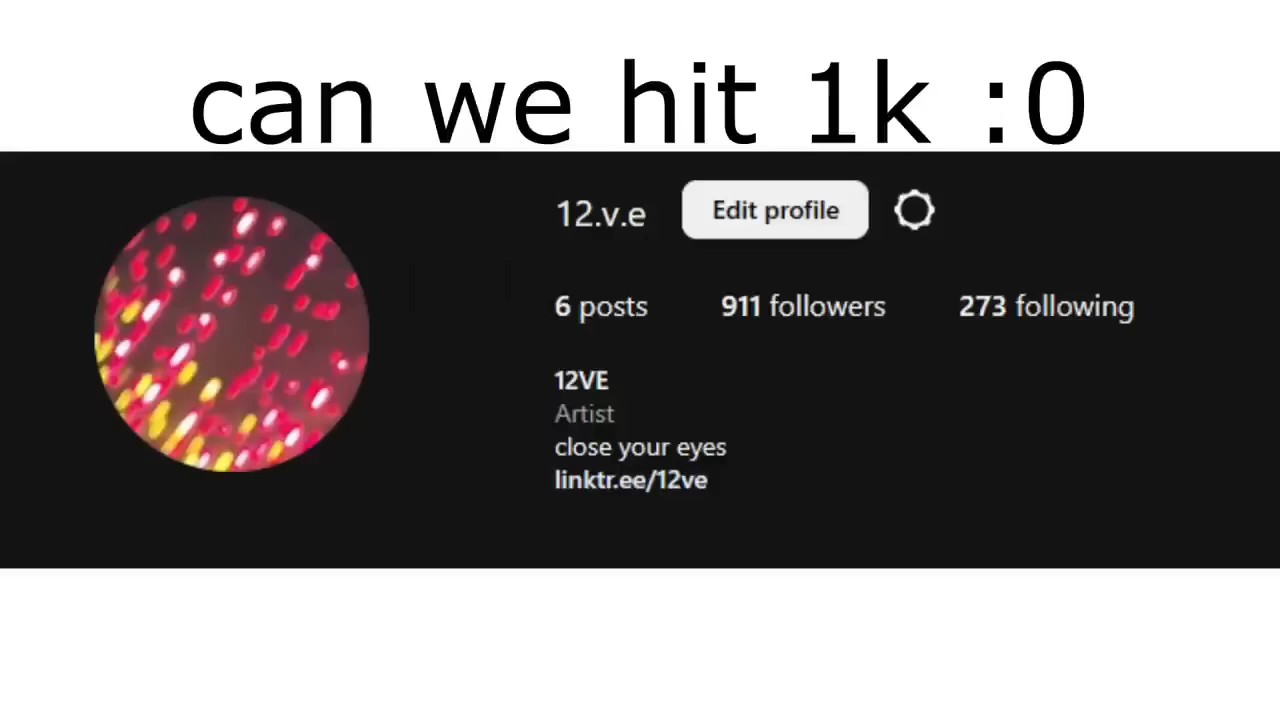 can we hit 1k :0
12.v.e Edit profile
6 posts 911 followers 273 following
12VE
Artist
close your eyes
linktr.ee/12ve